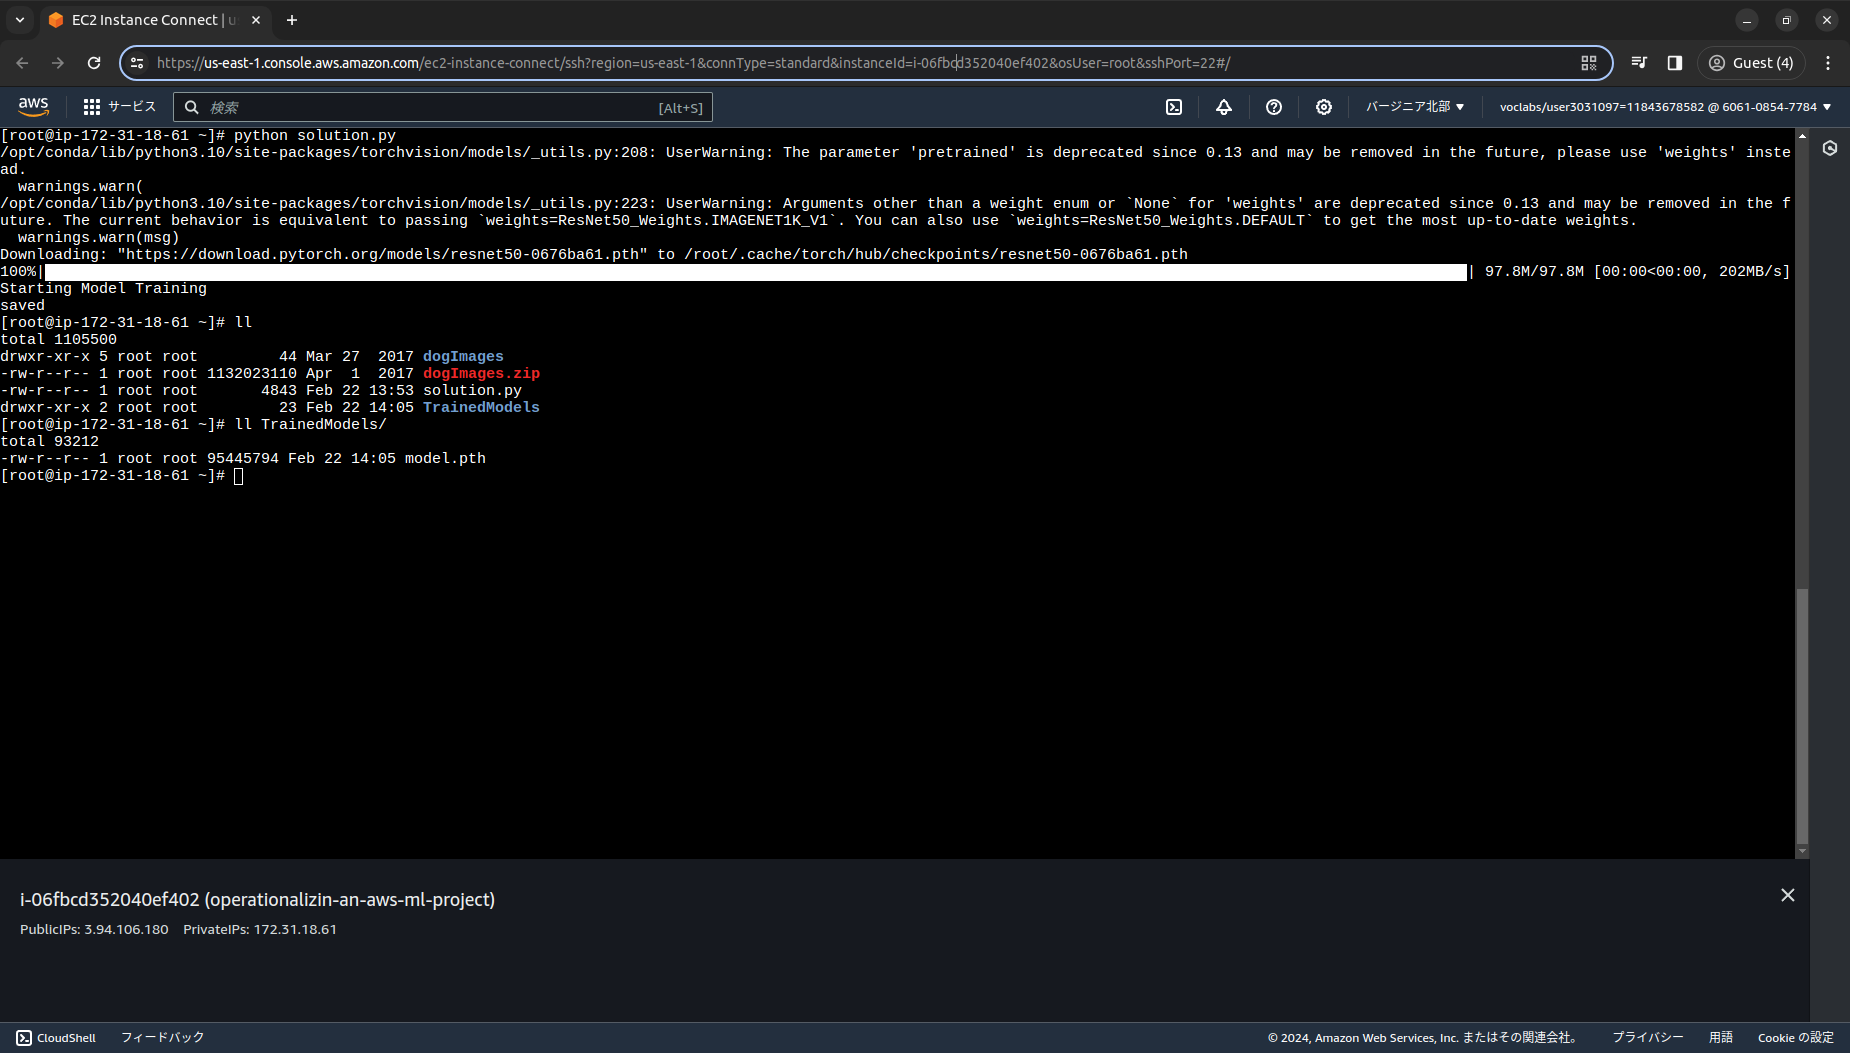 EC2 Instance Connect | u
https://us-east-1.console.aws.amazon.com/ec2-instance-connect/ssh?region=us-east-1&connType=standard&instanceId=i-06fbcd352040ef402&osUser=root&sshPort=22#/
Guest (4)
aws サービス 検索 [Alt+S] バージニア北部 voclabs/user3031097=11843678582 @ 6061-0854-7784
[root@ip-172-31-18-61 ~]# python solution.py
/opt/conda/lib/python3.10/site-packages/torchvision/models/_utils.py:208: UserWarning: The parameter 'pretrained' is deprecated since 0.13 and may be removed in the future, please use 'weights' inste
ad.
  warnings.warn(
/opt/conda/lib/python3.10/site-packages/torchvision/models/_utils.py:223: UserWarning: Arguments other than a weight enum or `None` for 'weights' are deprecated since 0.13 and may be removed in the f
uture. The current behavior is equivalent to passing `weights=ResNet50_Weights.IMAGENET1K_V1`. You can also use `weights=ResNet50_Weights.DEFAULT` to get the most up-to-date weights.
  warnings.warn(msg)
Downloading: "https://download.pytorch.org/models/resnet50-0676ba61.pth" to /root/.cache/torch/hub/checkpoints/resnet50-0676ba61.pth
100%| | 97.8M/97.8M [00:00<00:00, 202MB/s]
Starting Model Training
saved
[root@ip-172-31-18-61 ~]# ll
total 1105500
drwxr-xr-x 5 root root         44 Mar 27  2017 dogImages
-rw-r--r-- 1 root root 1132023110 Apr  1  2017 dogImages.zip
-rw-r--r-- 1 root root       4843 Feb 22 13:53 solution.py
drwxr-xr-x 2 root root         23 Feb 22 14:05 TrainedModels
[root@ip-172-31-18-61 ~]# ll TrainedModels/
total 93212
-rw-r--r-- 1 root root 95445794 Feb 22 14:05 model.pth
[root@ip-172-31-18-61 ~]#
i-06fbcd352040ef402 (operationalizin-an-aws-ml-project)
PublicIPs: 3.94.106.180 PrivateIPs: 172.31.18.61
CloudShell フィードバック © 2024, Amazon Web Services, Inc. またはその関連会社。 プライバシー 用語 Cookie の設定